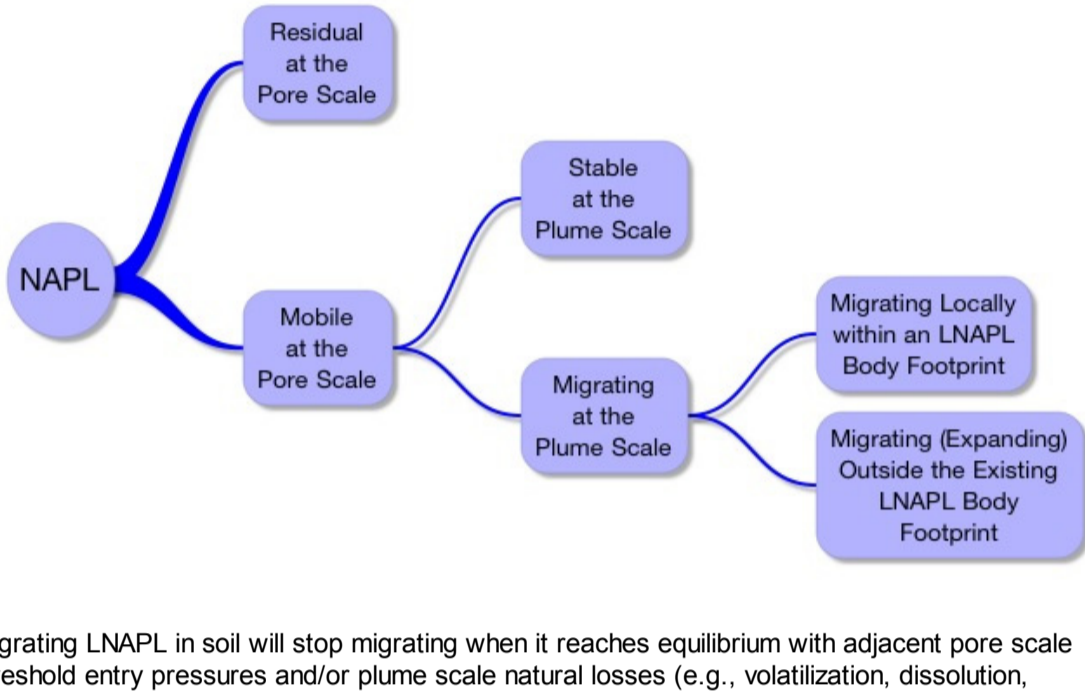 Residual
at the
Pore Scale
Stable
at the
Plume Scale
NAPL
Mobile
at the
Pore Scale
Migrating Locally
within an LNAPL
Body Footprint
Migrating
at the
Plume Scale
Migrating (Expanding)
Outside the Existing
LNAPL Body
Footprint
grating LNAPL in soil will stop migrating when it reaches equilibrium with adjacent pore scale
reshold entry pressures and/or plume scale natural losses (e.g., volatilization, dissolution,